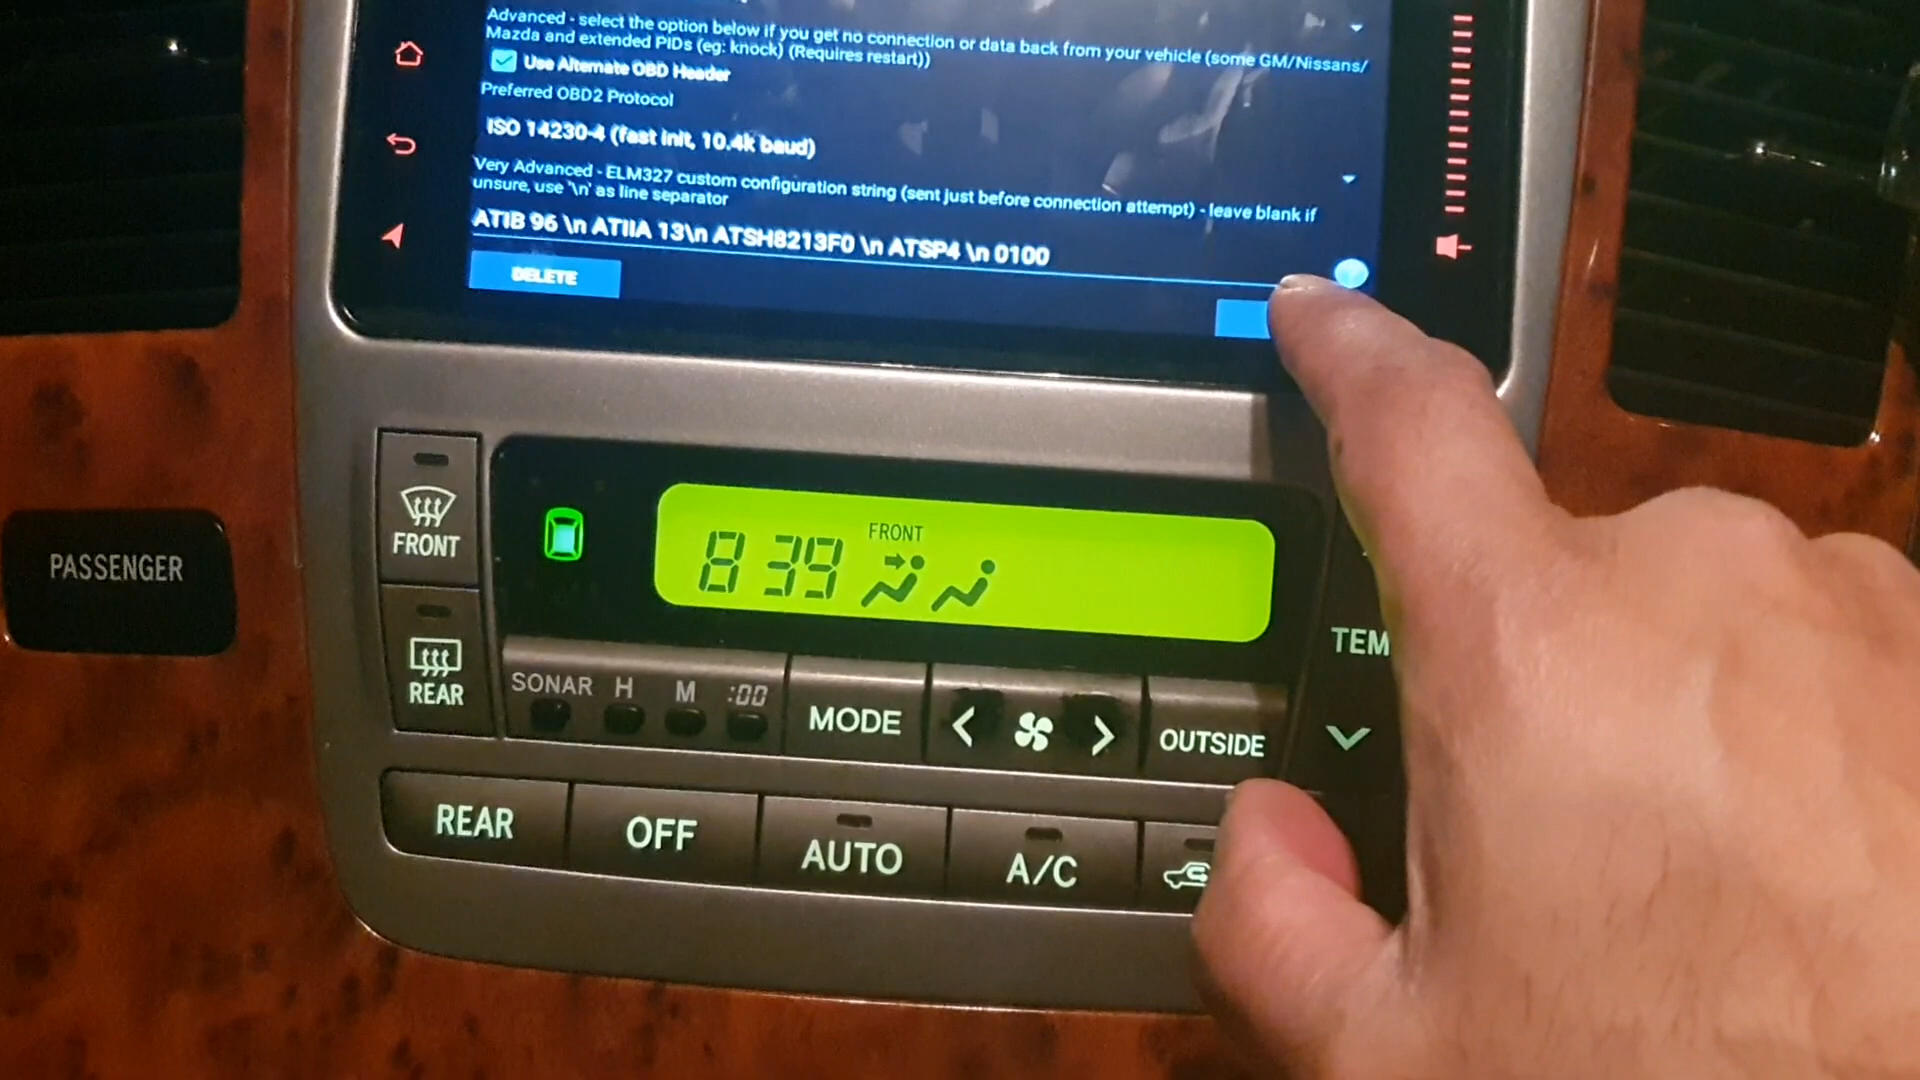 Advanced - select the option below if you get no connection or data back from your vehicle (some GM/Nissans/
Mazda and extended PIDs (eg: knock) (Requires restart))
Use Alternate OBD Header
Preferred OBD2 Protocol
ISO 14230-4 (fast init, 10.4k baud)
Very Advanced - ELM327 custom configuration string (sent just before connection attempt) - leave blank if
unsure, use '\n' as line separator
ATIB 96 \n ATIIA 13\n ATSH8213F0 \n ATSP4 \n 0100
DELETE
FRONT
FRONT
8 39
PASSENGER
TEM
REAR
SONAR H M :00
MODE
OUTSIDE
REAR
OFF
AUTO
A/C